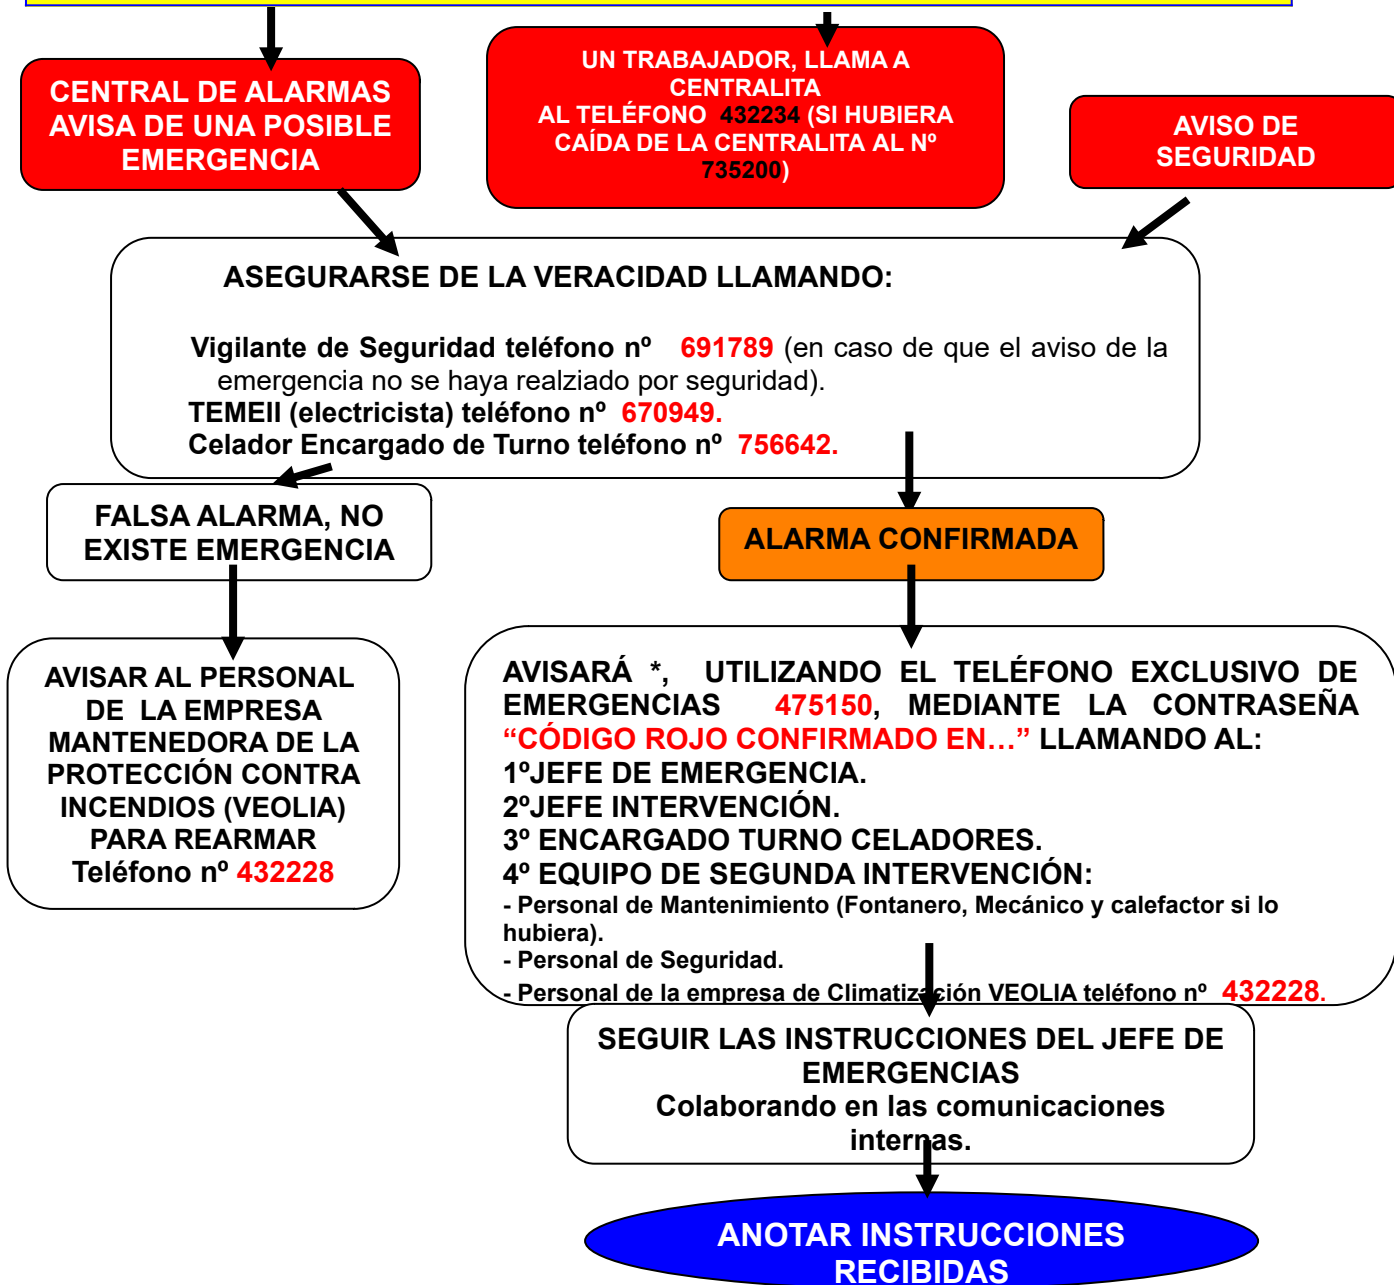 CENTRAL DE ALARMAS
AVISA DE UNA POSIBLE
EMERGENCIA
UN TRABAJADOR, LLAMA A
CENTRALITA
AL TELÉFONO 432234 (SI HUBIERA
CAÍDA DE LA CENTRALITA AL Nº
735200)
AVISO DE
SEGURIDAD
ASEGURARSE DE LA VERACIDAD LLAMANDO:
Vigilante de Seguridad teléfono nº 691789 (en caso de que el aviso de la
emergencia no se haya realziado por seguridad).
TEMEII (electricista) teléfono nº 670949.
Celador Encargado de Turno teléfono nº 756642.
FALSA ALARMA, NO
EXISTE EMERGENCIA
ALARMA CONFIRMADA
AVISAR AL PERSONAL
DE LA EMPRESA
MANTENEDORA DE LA
PROTECCIÓN CONTRA
INCENDIOS (VEOLIA)
PARA REARMAR
Teléfono nº 432228
AVISARÁ *, UTILIZANDO EL TELÉFONO EXCLUSIVO DE
EMERGENCIAS 475150, MEDIANTE LA CONTRASEÑA
“CÓDIGO ROJO CONFIRMADO EN…” LLAMANDO AL:
1ºJEFE DE EMERGENCIA.
2ºJEFE INTERVENCIÓN.
3º ENCARGADO TURNO CELADORES.
4º EQUIPO DE SEGUNDA INTERVENCIÓN:
- Personal de Mantenimiento (Fontanero, Mecánico y calefactor si lo
hubiera).
- Personal de Seguridad.
- Personal de la empresa de Climatización VEOLIA teléfono nº 432228.
SEGUIR LAS INSTRUCCIONES DEL JEFE DE
EMERGENCIAS
Colaborando en las comunicaciones
internas.
ANOTAR INSTRUCCIONES
RECIBIDAS